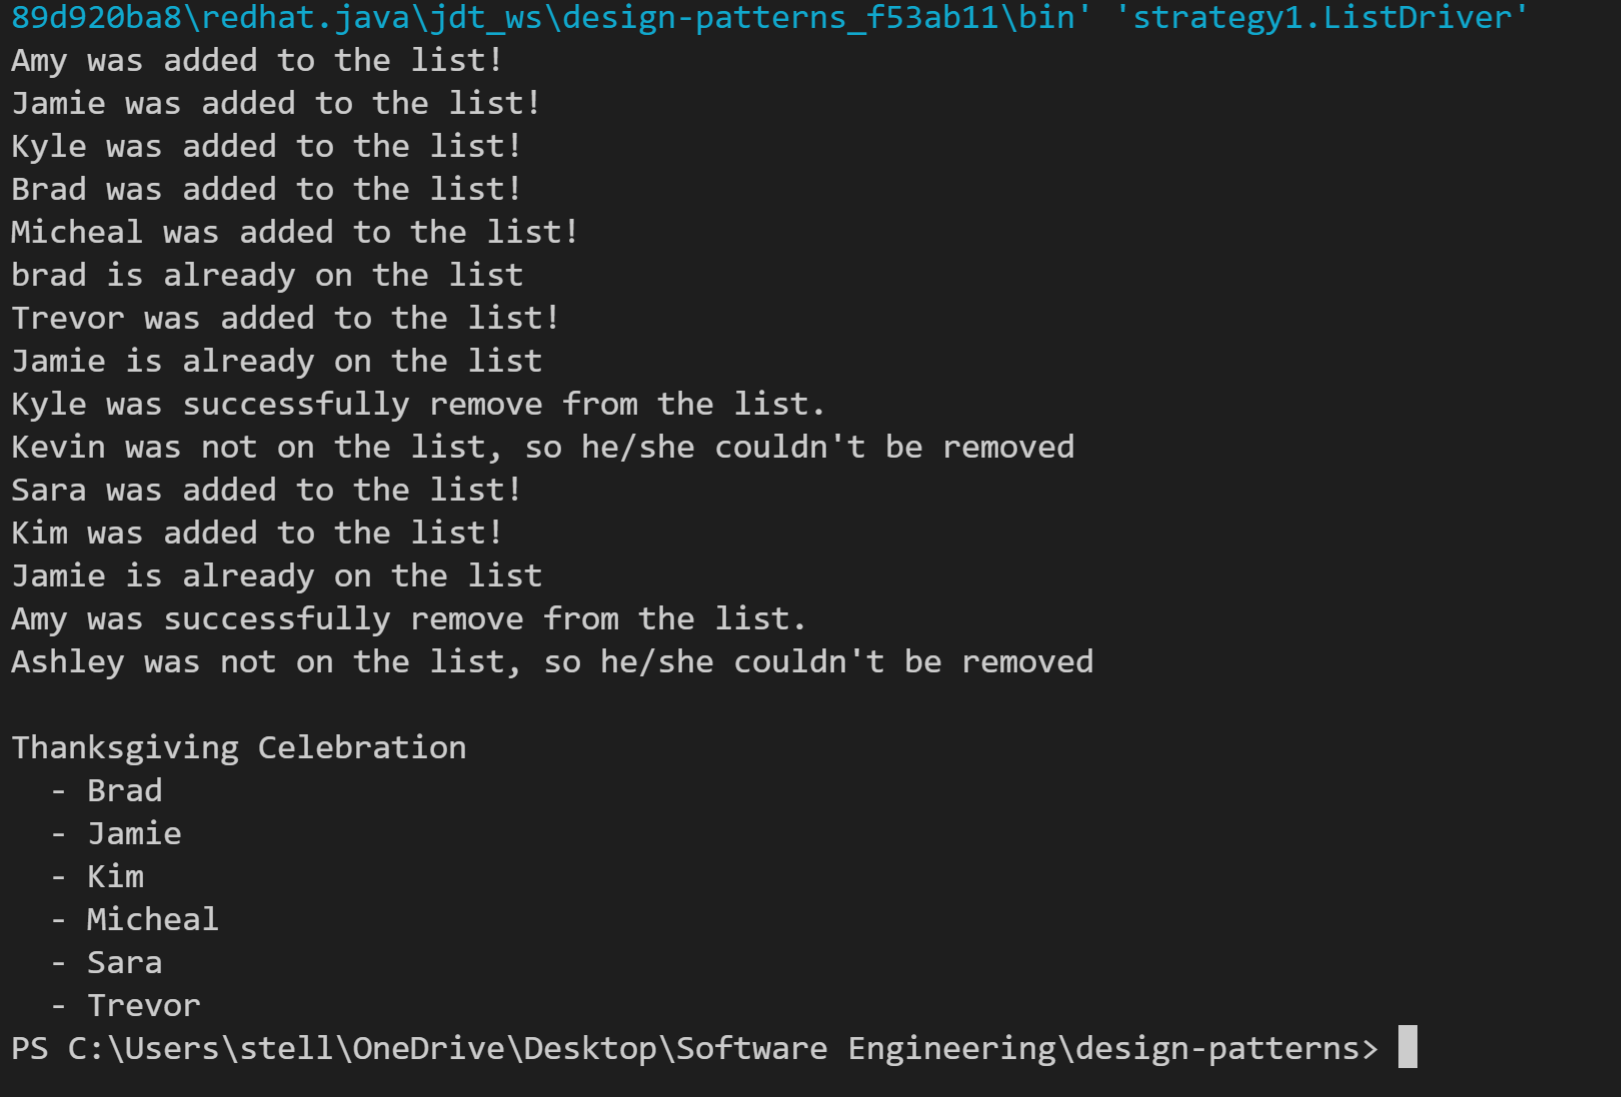 89d920ba8\redhat.java\jdt_ws\design-patterns_f53ab11\bin' 'strategy1.ListDriver'
Amy was added to the list!
Jamie was added to the list!
Kyle was added to the list!
Brad was added to the list!
Micheal was added to the list!
brad is already on the list
Trevor was added to the list!
Jamie is already on the list
Kyle was successfully remove from the list.
Kevin was not on the list, so he/she couldn't be removed
Sara was added to the list!
Kim was added to the list!
Jamie is already on the list
Amy was successfully remove from the list.
Ashley was not on the list, so he/she couldn't be removed

Thanksgiving Celebration
  - Brad
  - Jamie
  - Kim
  - Micheal
  - Sara
  - Trevor
PS C:\Users\stell\OneDrive\Desktop\Software Engineering\design-patterns>